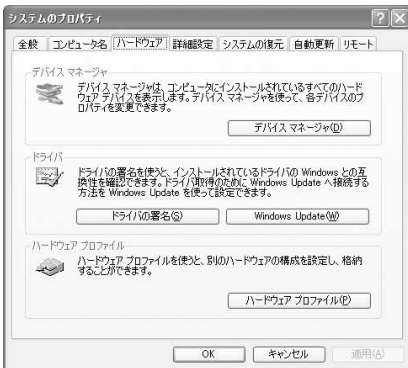 システムのプロパティ
全般 コンピュータ名 ハードウェア 詳細設定 システムの復元 自動更新 リモート
デバイス マネージャ
デバイス マネージャは、コンピュータにインストールされているすべてのハード
ウェア デバイスを表示します。デバイス マネージャを使って、各デバイスのプ
ロパティを変更できます。
デバイス マネージャ(D)
ドライバ
ドライバの署名を使うと、インストールされているドライバの Windows との互
換性を確認できます。ドライバ取得のために Windows Update へ接続する
方法を Windows Update を使って設定できます。
ドライバの署名(S) Windows Update(W)
ハードウェア プロファイル
ハードウェア プロファイルを使うと、別のハードウェアの構成を設定し、格納
することができます。
ハードウェア プロファイル(P)
OK キャンセル 適用(A)